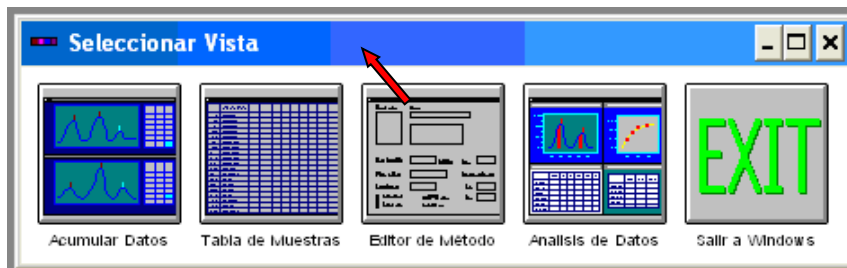 Seleccionar Vista
EXIT
Acumular Datos
Tabla de Muestras
Editor de Método
Analisis de Datos
Salir a Windows